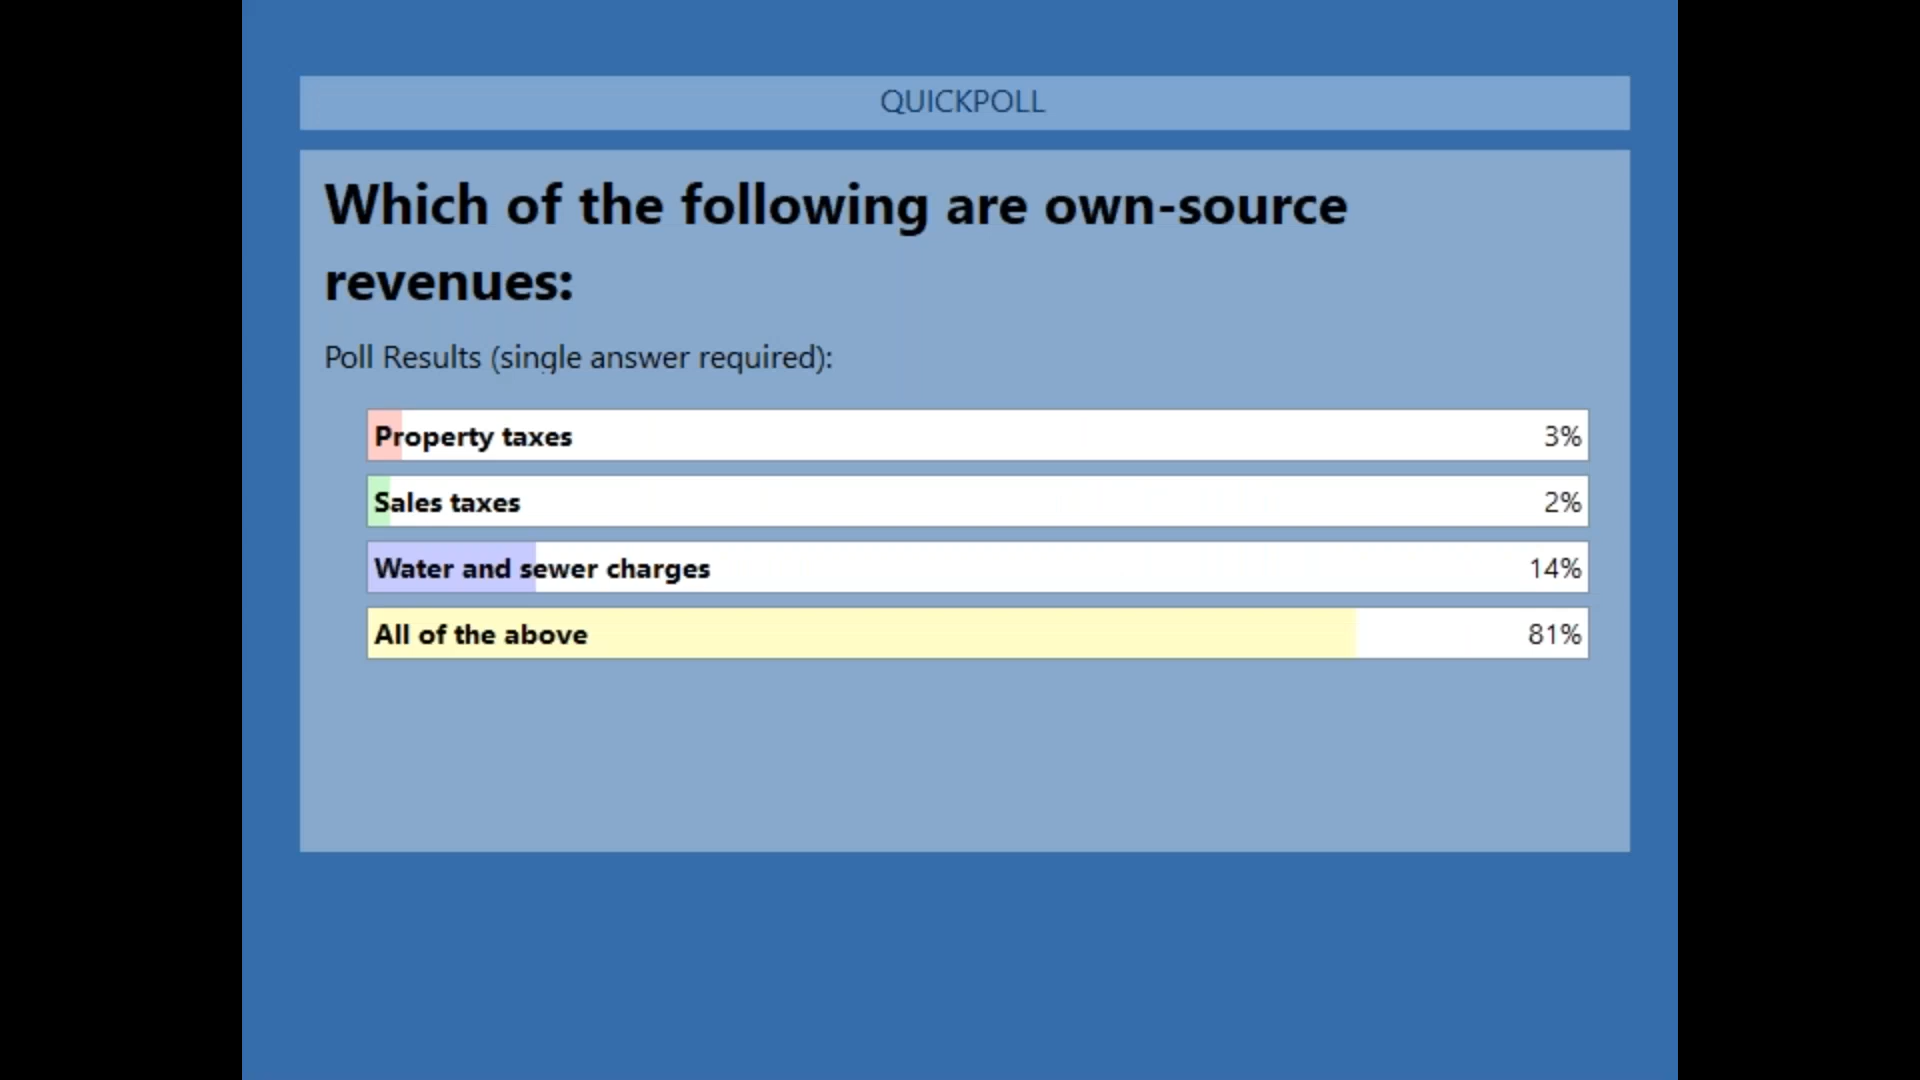 QUICKPOLL
Which of the following are own-source
revenues:
Poll Results (single answer required):
Property taxes 3%
Sales taxes 2%
Water and sewer charges 14%
All of the above 81%